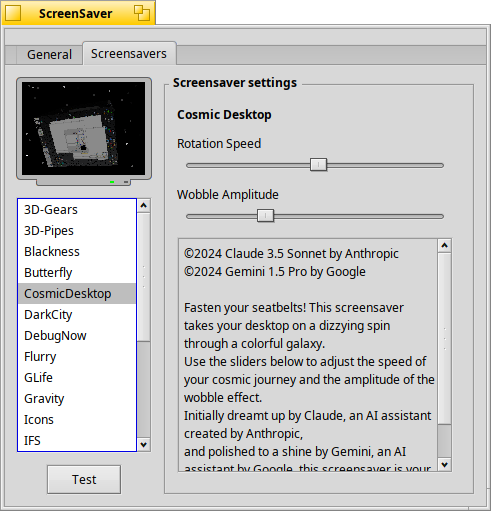 ScreenSaver
General
Screensavers
Screensaver settings
Cosmic Desktop
Rotation Speed
Wobble Amplitude
3D-Gears
3D-Pipes
Blackness
Butterfly
CosmicDesktop
DarkCity
DebugNow
Flurry
GLife
Gravity
Icons
IFS
©2024 Claude 3.5 Sonnet by Anthropic
©2024 Gemini 1.5 Pro by Google
Fasten your seatbelts! This screensaver
takes your desktop on a dizzying spin
through a colorful galaxy.
Use the sliders below to adjust the speed of
your cosmic journey and the amplitude of the
wobble effect.
Initially dreamt up by Claude, an AI assistant
created by Anthropic,
and polished to a shine by Gemini, an AI
assistant by Google, this screensaver is your
Test